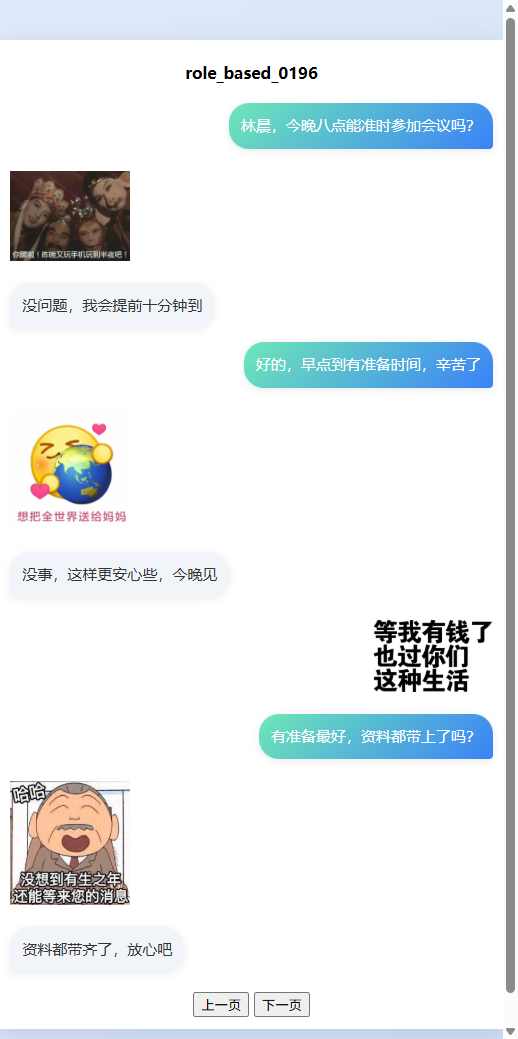 role_based_0196
林晨，今晚八点能准时参加会议吗？
你醒啦！昨晚又玩手机玩到半夜吧！
没问题，我会提前十分钟到
好的，早点到有准备时间，辛苦了
想把全世界送给妈妈
没事，这样更安心些，今晚见
等我有钱了
也过你们
这种生活
有准备最好，资料都带上了吗？
哈哈
没想到有生之年
还能等来您的消息
资料都带齐了，放心吧
上一页 下一页